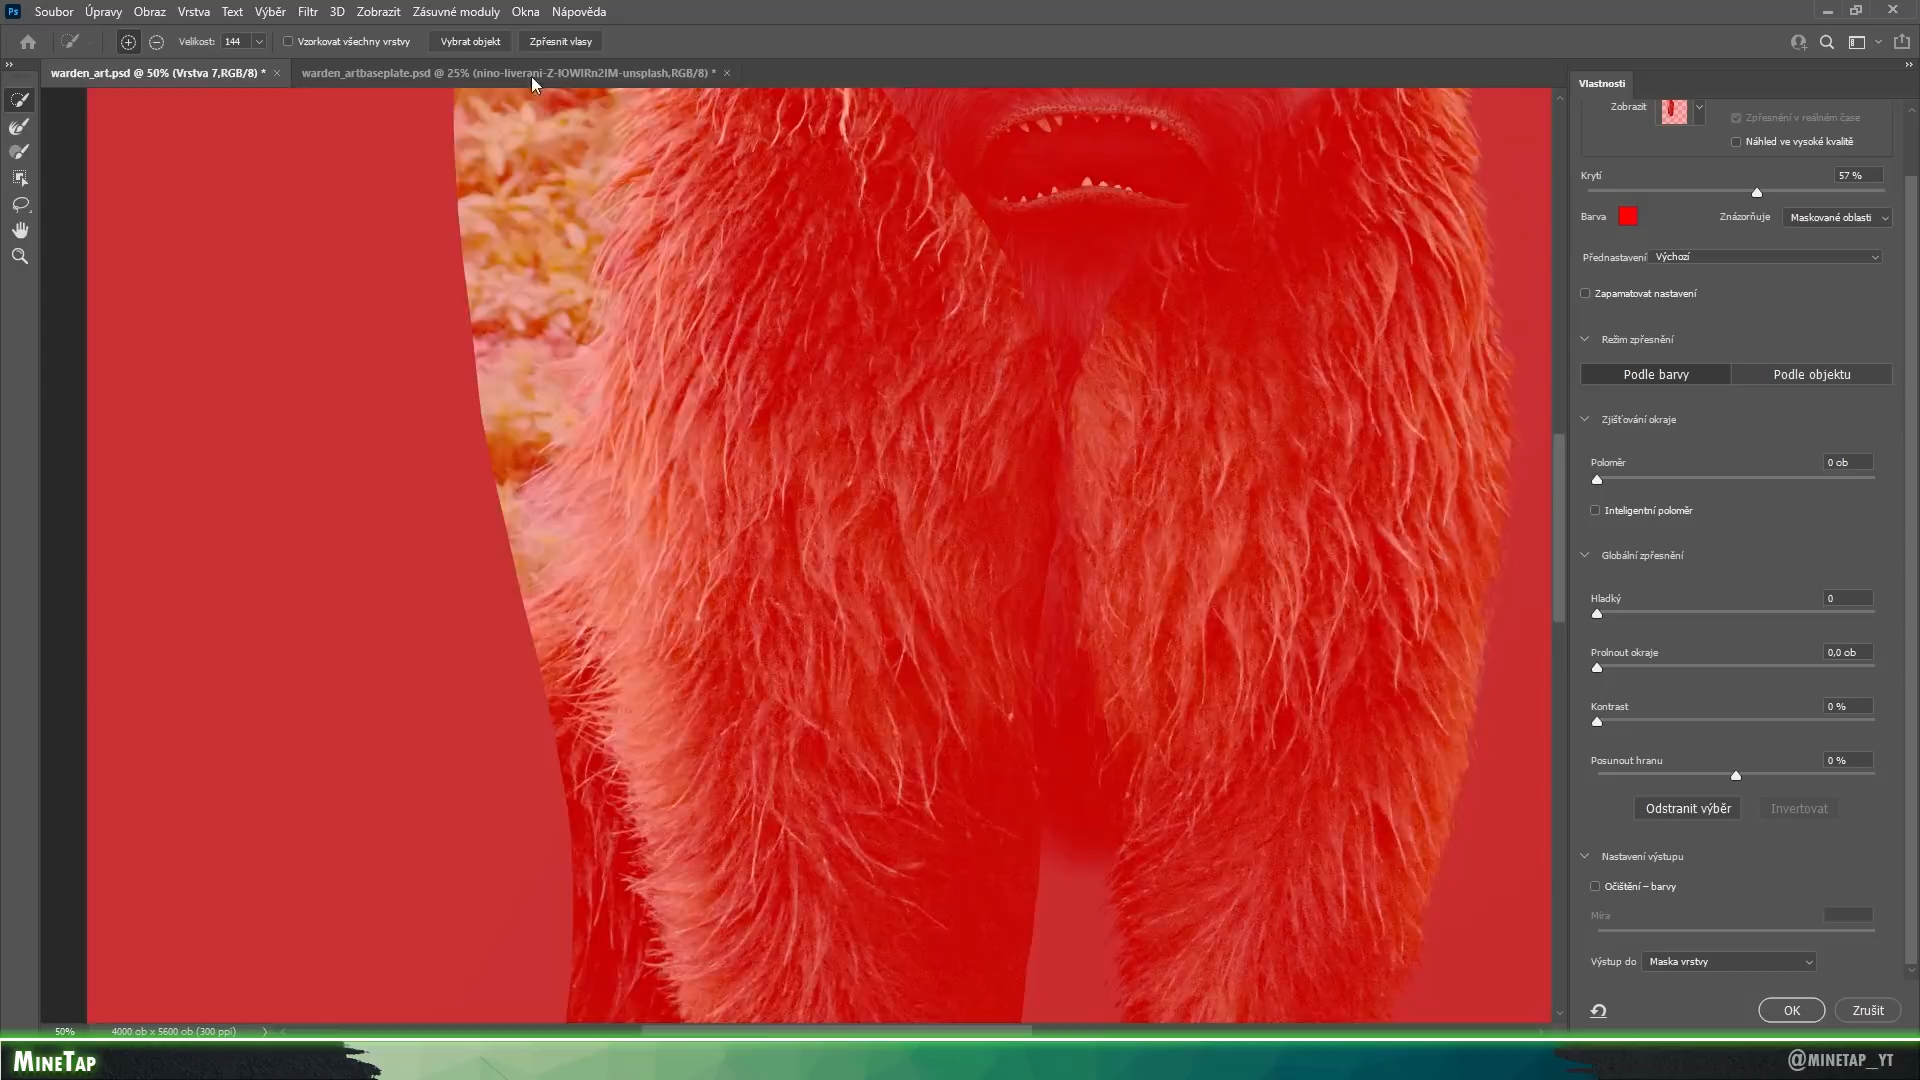 Ps Soubor Úpravy Obraz Vrstva Text Výběr Filtr 3D Zobrazit Zásuvné moduly Okna Nápověda
Velikost: 144 Vzorkovat všechny vrstvy Vybrat objekt Zpřesnit vlasy
warden_art.psd @ 50% (Vrstva 7,RGB/8) * × warden_artbaseplate.psd @ 25% (nino-liverani-Z-lOWIRn2IM-unsplash,RGB/8) * ×
Vlastnosti
Zobrazit
Zpřesnění v reálném čase
Náhled ve vysoké kvalitě
Krytí 57 %
Barva Znázorňuje Maskované oblasti
Přednastavení Výchozí
Zapamatovat nastavení
Režim zpřesnění
Podle barvy Podle objektu
Zjišťování okraje
Poloměr 0 ob
Inteligentní poloměr
Globální zpřesnění
Hladký 0
Prolnout okraje 0,0 ob
Kontrast 0 %
Posunout hranu 0 %
Odstranit výběr Invertovat
Nastavení výstupu
Očištění – barvy
Míra
Výstup do Maska vrstvy
OK Zrušit
50% 4000 ob x 5600 ob (300 ppi)
MINETAP @MINETAP_YT